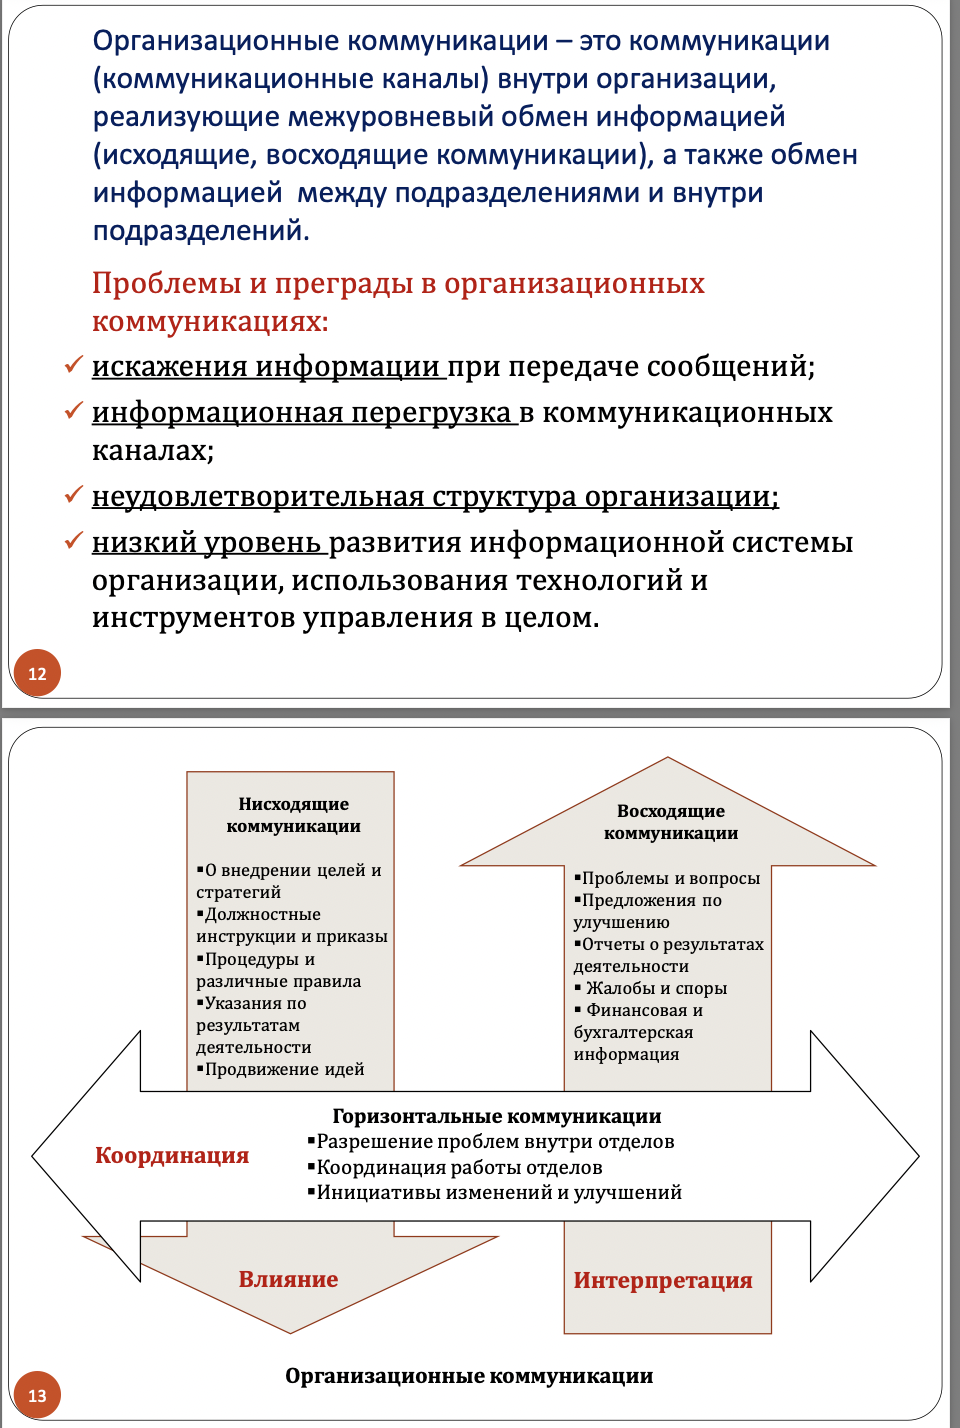 Организационные коммуникации – это коммуникации
(коммуникационные каналы) внутри организации,
реализующие межуровневый обмен информацией
(исходящие, восходящие коммуникации), а также обмен
информацией  между подразделениями и внутри
подразделений.
Проблемы и преграды в организационных
коммуникациях:
✓ искажения информации при передаче сообщений;
✓ информационная перегрузка в коммуникационных
каналах;
✓ неудовлетворительная структура организации;
✓ низкий уровень развития информационной системы
организации, использования технологий и
инструментов управления в целом.
12
Нисходящие
коммуникации
▪О внедрении целей и
стратегий
▪Должностные
инструкции и приказы
▪Процедуры и
различные правила
▪Указания по
результатам
деятельности
▪Продвижение идей
Восходящие
коммуникации
▪Проблемы и вопросы
▪Предложения по
улучшению
▪Отчеты о результатах
деятельности
▪ Жалобы и споры
▪ Финансовая и
бухгалтерская
информация
Горизонтальные коммуникации
▪Разрешение проблем внутри отделов
▪Координация работы отделов
▪Инициативы изменений и улучшений
Координация
Влияние
Интерпретация
Организационные коммуникации
13